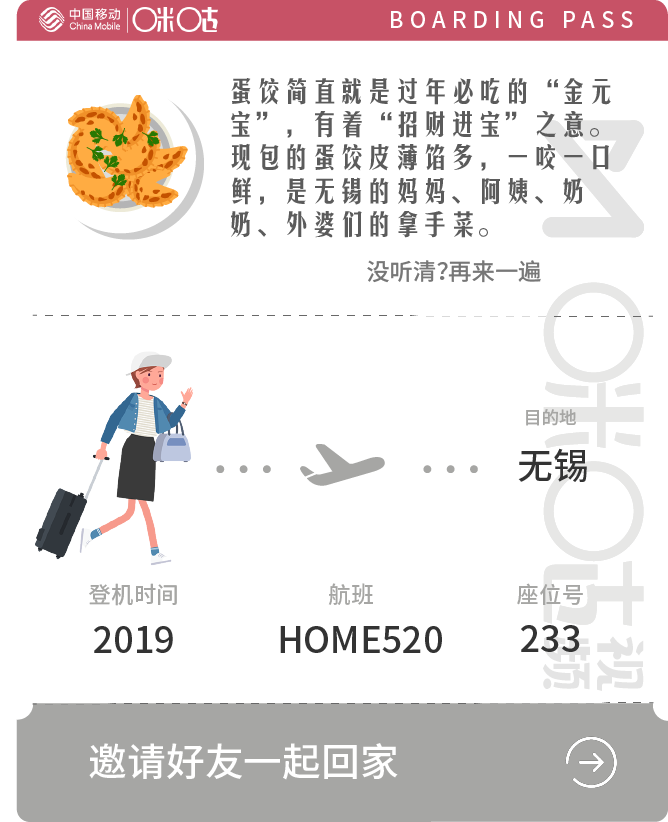 中国移动
China Mobile
咪咕
BOARDING PASS
蛋饺简直就是过年必吃的“金元
宝”，有着“招财进宝”之意。
现包的蛋饺皮薄馅多，一咬一口
鲜，是无锡的妈妈、阿姨、奶
奶、外婆们的拿手菜。
没听清?再来一遍
目的地
无锡
登机时间
航班
座位号
2019
HOME520
233
邀请好友一起回家
M
咪咕
视频